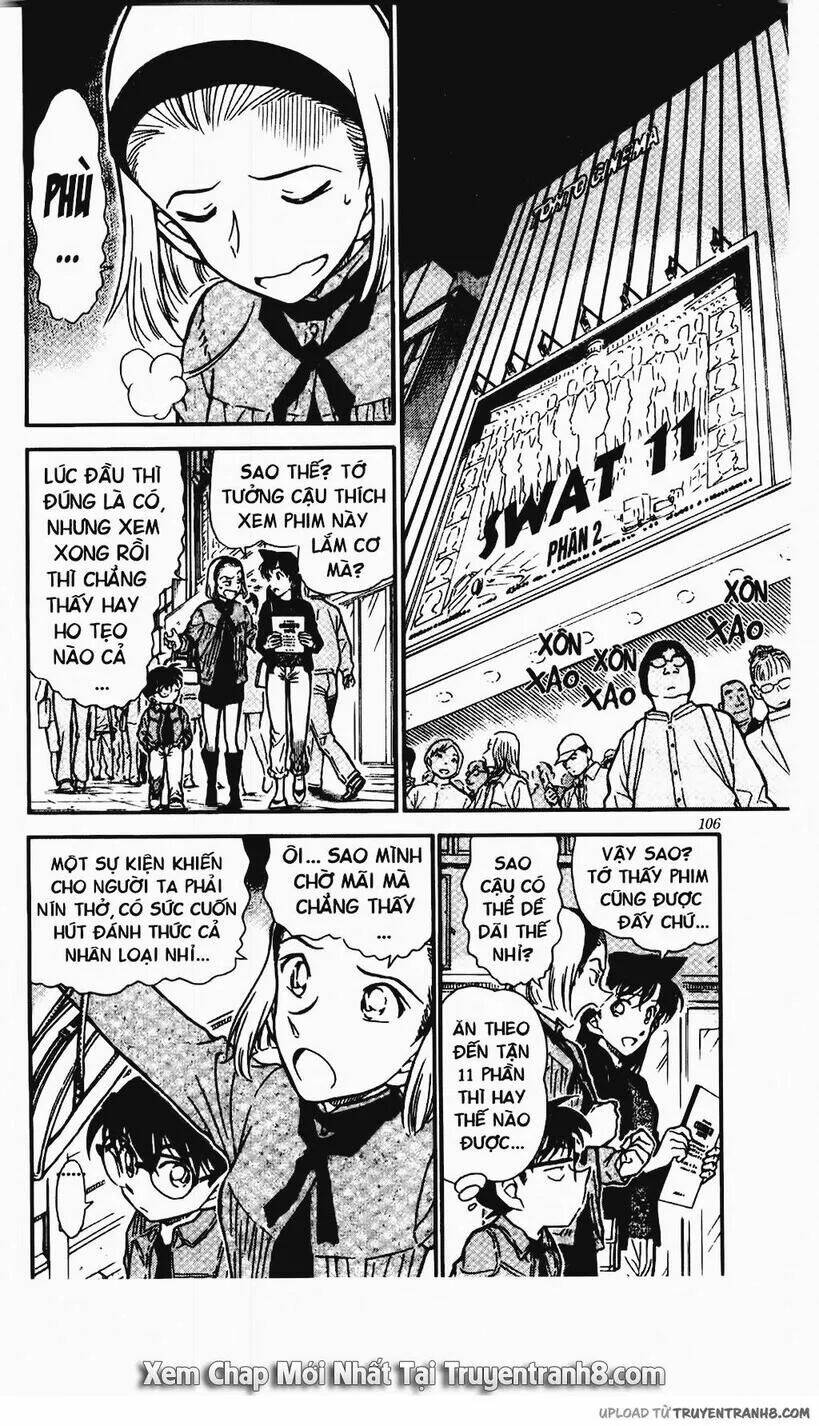 TOHTO CINEMA
SWAT 11
PHẦN 2
XÔN
XAO
XÔN
XAO
XÔN
XAO
PHÙ
...
SAO THẾ? TỚ
TƯỞNG CẬU THÍCH
XEM PHIM NÀY
LẮM CƠ
MÀ?
LÚC ĐẦU THÌ
ĐÚNG LÀ CÓ,
NHƯNG XEM
XONG RỒI
THÌ CHẲNG
THẤY HAY
HO TẸO
NÀO CẢ
...
106
VẬY SAO?
TỚ THẤY PHIM
CŨNG ĐƯỢC
ĐẤY CHỨ...
SAO
CẬU CÓ
THỂ DỄ
DÃI THẾ
NHỈ?
ĂN THEO
ĐẾN TẬN
11 PHẦN
THÌ HAY
THẾ NÀO
ĐƯỢC...
ÔI... SAO MÌNH
CHỜ MÃI MÀ
CHẲNG THẤY
...
MỘT SỰ KIỆN KHIẾN
CHO NGƯỜI TA PHẢI
NÍN THỞ, CÓ SỨC CUỐN
HÚT ĐÁNH THỨC CẢ
NHÂN LOẠI NHỈ...
......
Xem Chap Mới Nhất Tại Truyentranh8.com
UPLOAD TỪ TRUYENTRANH8.COM